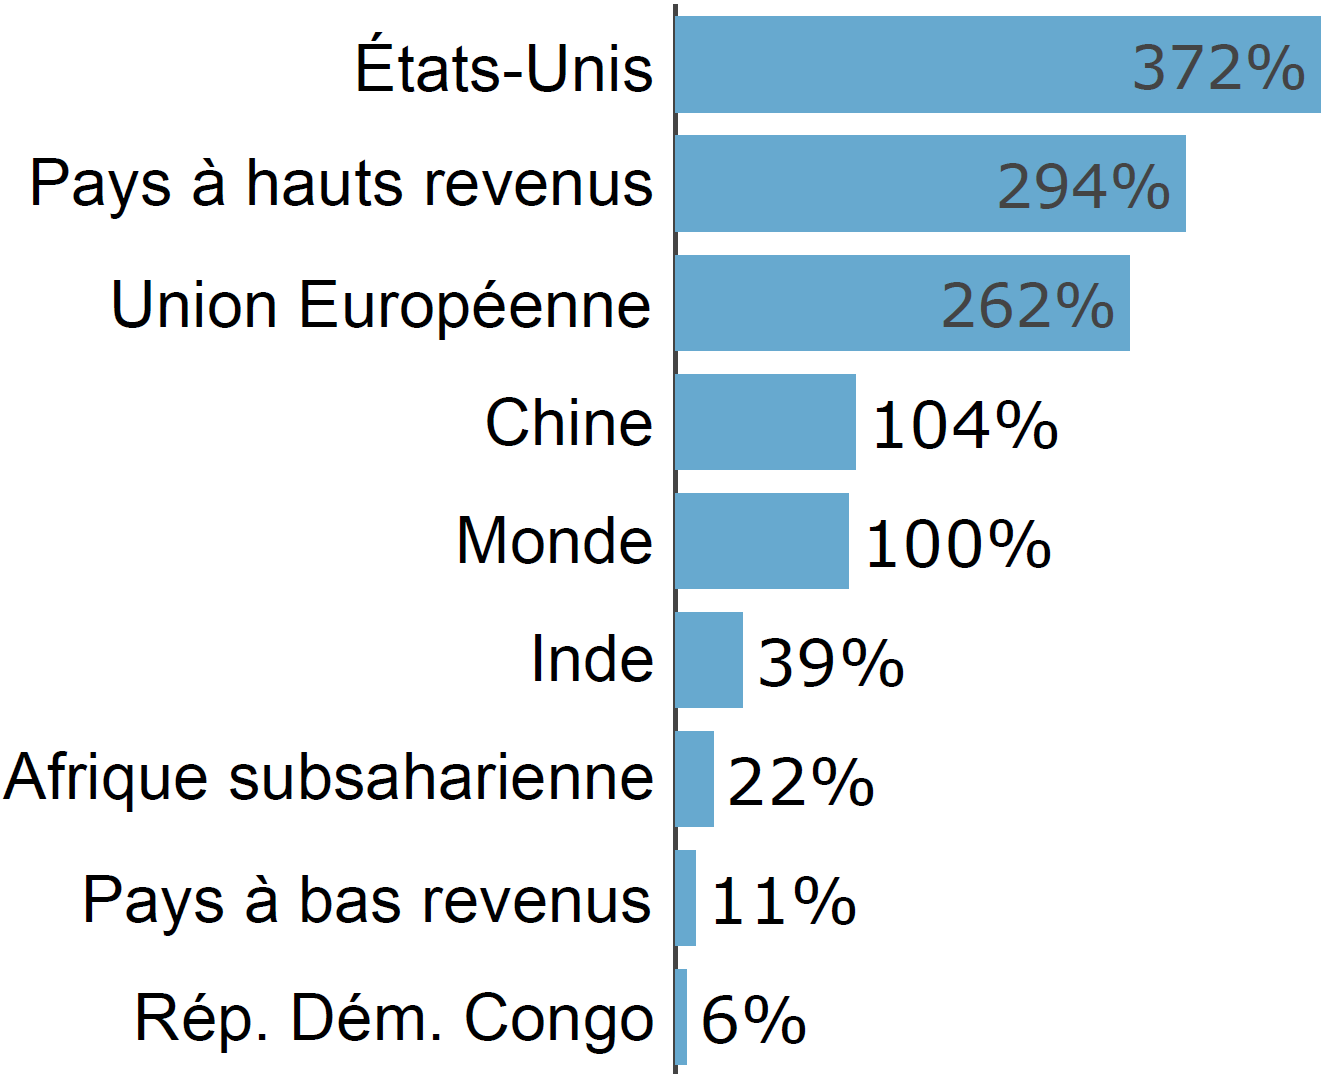 États-Unis 372%
Pays à hauts revenus 294%
Union Européenne 262%
Chine 104%
Monde 100%
Inde 39%
Afrique subsaharienne 22%
Pays à bas revenus 11%
Rép. Dém. Congo 6%